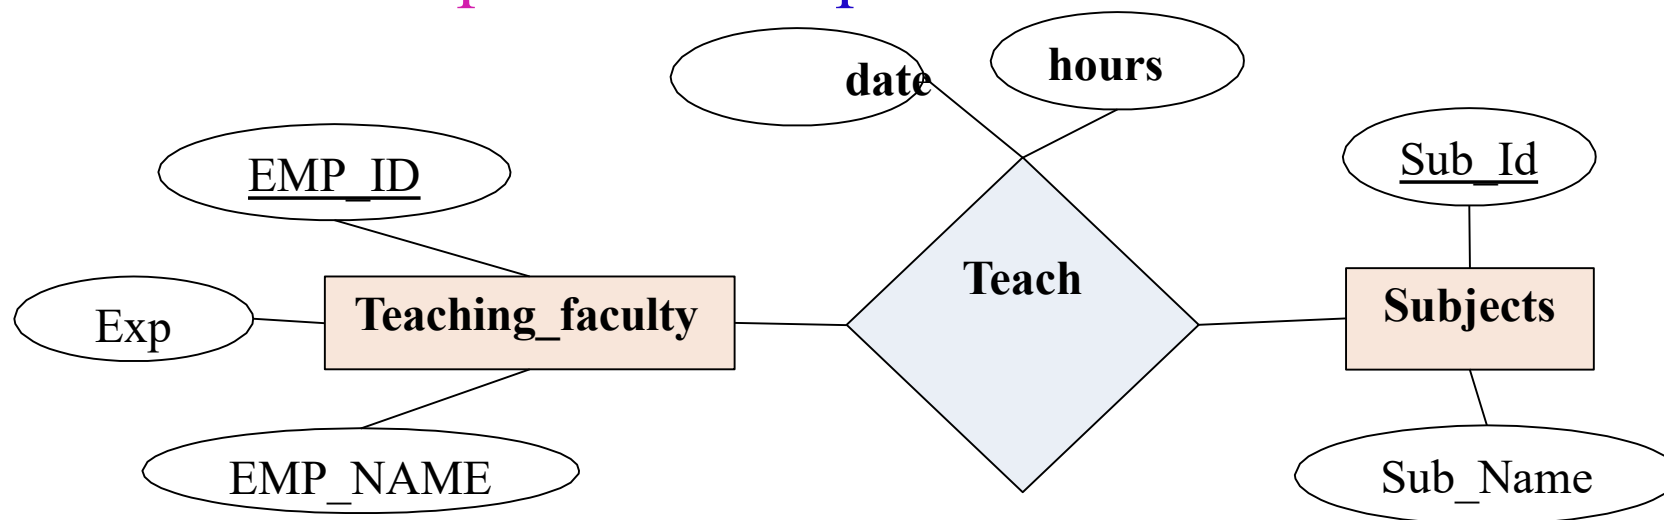 date
hours
EMP_ID
Sub_Id
Teach
Exp
Teaching_faculty
Subjects
EMP_NAME
Sub_Name